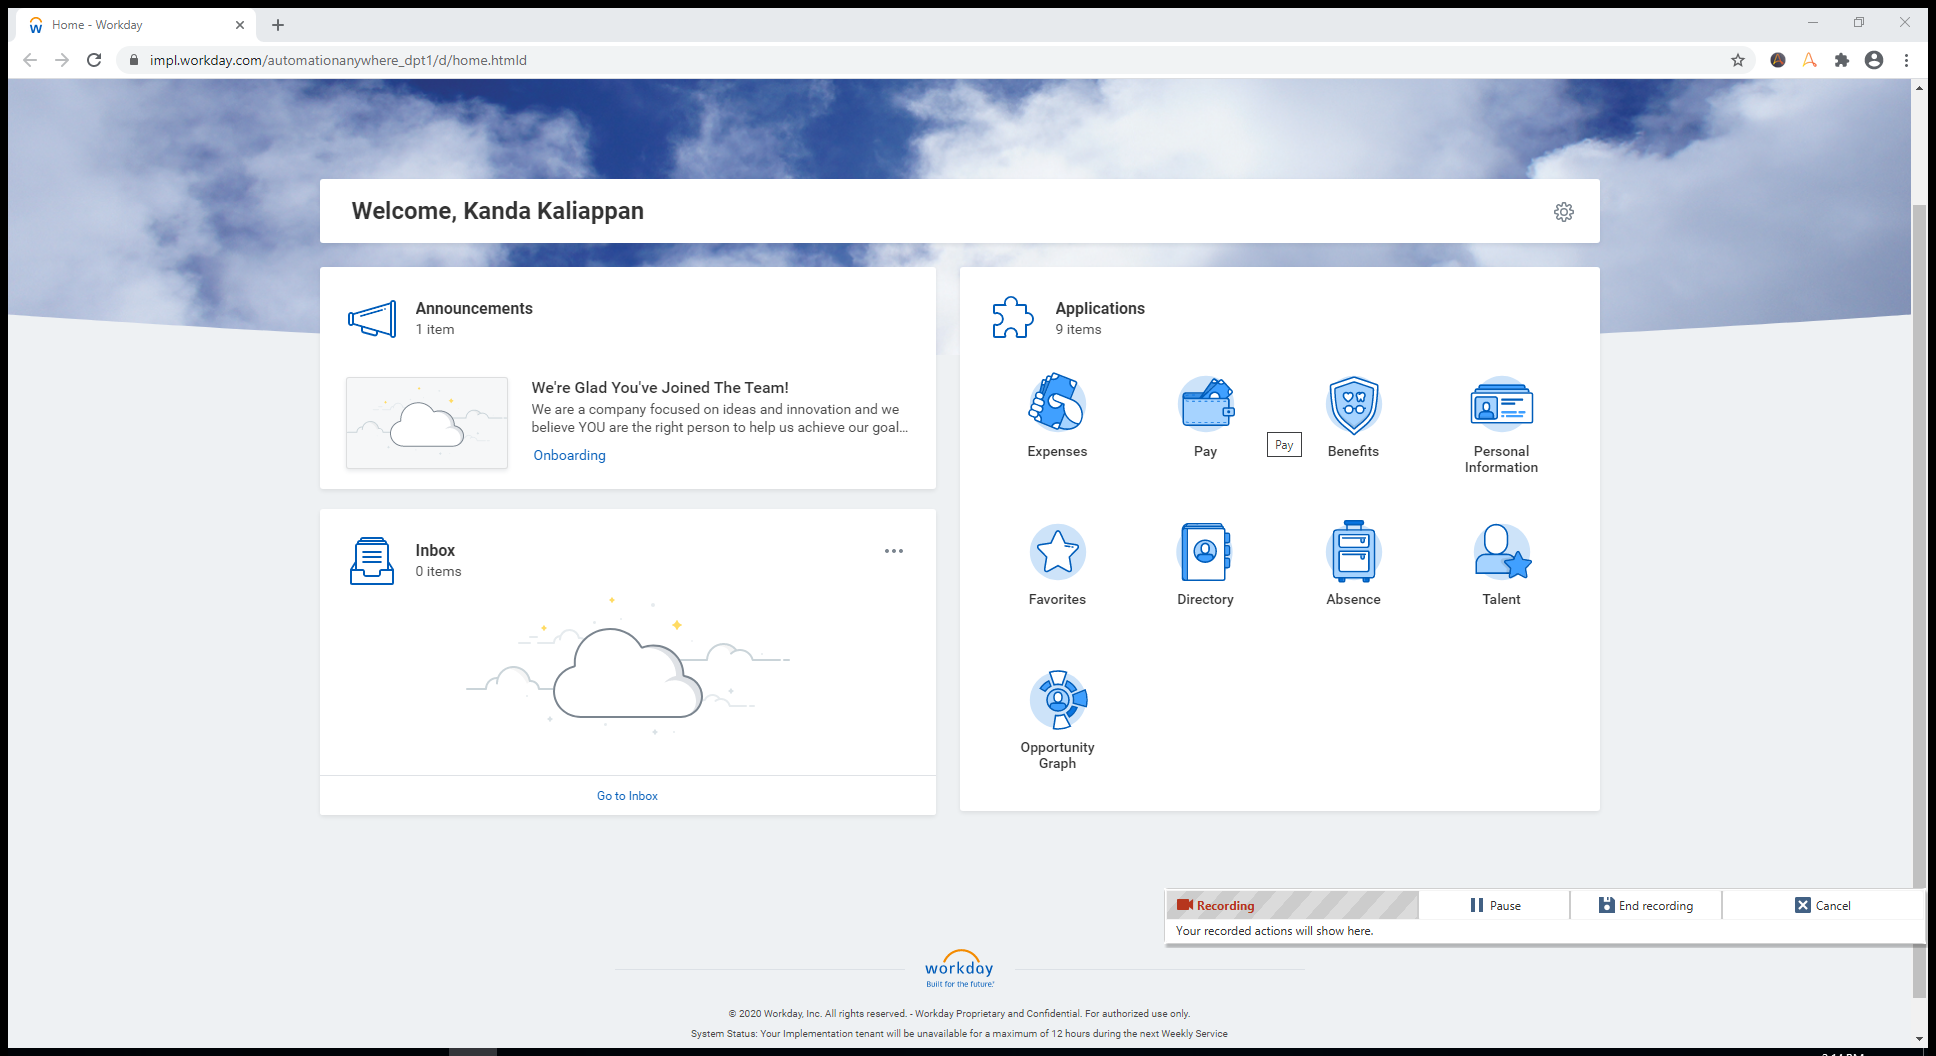 Home - Workday
impl.workday.com/automationanywhere_dpt1/d/home.htmld
Welcome, Kanda Kaliappan
Announcements
1 item
We're Glad You've Joined The Team!
We are a company focused on ideas and innovation and we
believe YOU are the right person to help us achieve our goal...
Onboarding
Inbox
0 items
Go to Inbox
Applications
9 items
Expenses
Pay
Pay
Benefits
Personal
Information
Favorites
Directory
Absence
Talent
Opportunity
Graph
Recording
Pause
End recording
Cancel
Your recorded actions will show here.
workday
Built for the future.
© 2020 Workday, Inc. All rights reserved. - Workday Proprietary and Confidential. For authorized use only.
System Status: Your Implementation tenant will be unavailable for a maximum of 12 hours during the next Weekly Service